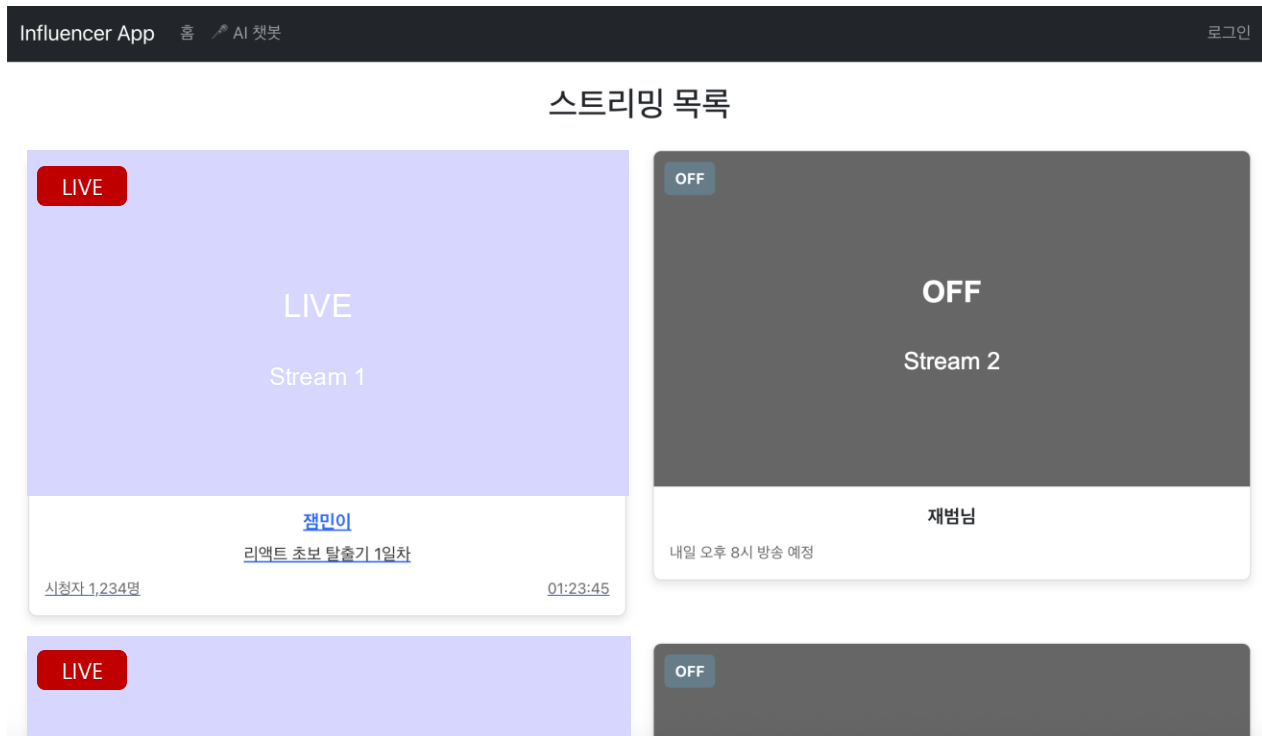 Influencer App 홈 🎤 AI 챗봇 로그인
스트리밍 목록
LIVE
LIVE
Stream 1
잼민이
리액트 초보 탈출기 1일차
시청자 1,234명 01:23:45
OFF
OFF
Stream 2
재범님
내일 오후 8시 방송 예정
LIVE
OFF